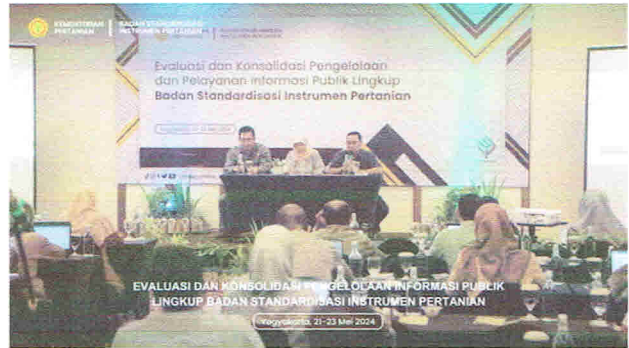 KEMENTERIAN
PERTANIAN
BADAN STANDARDISASI
INSTRUMEN PERTANIAN
Evaluasi dan Konsolidasi Pengelolaan
dan Pelayanan Informasi Publik Lingkup
Badan Standardisasi Instrumen Pertanian
EVALUASI DAN KONSOLIDASI PENGELOLAAN INFORMASI PUBLIK
LINGKUP BADAN STANDARDISASI INSTRUMEN PERTANIAN
Yogyakarta, 21-23 Mei 2024